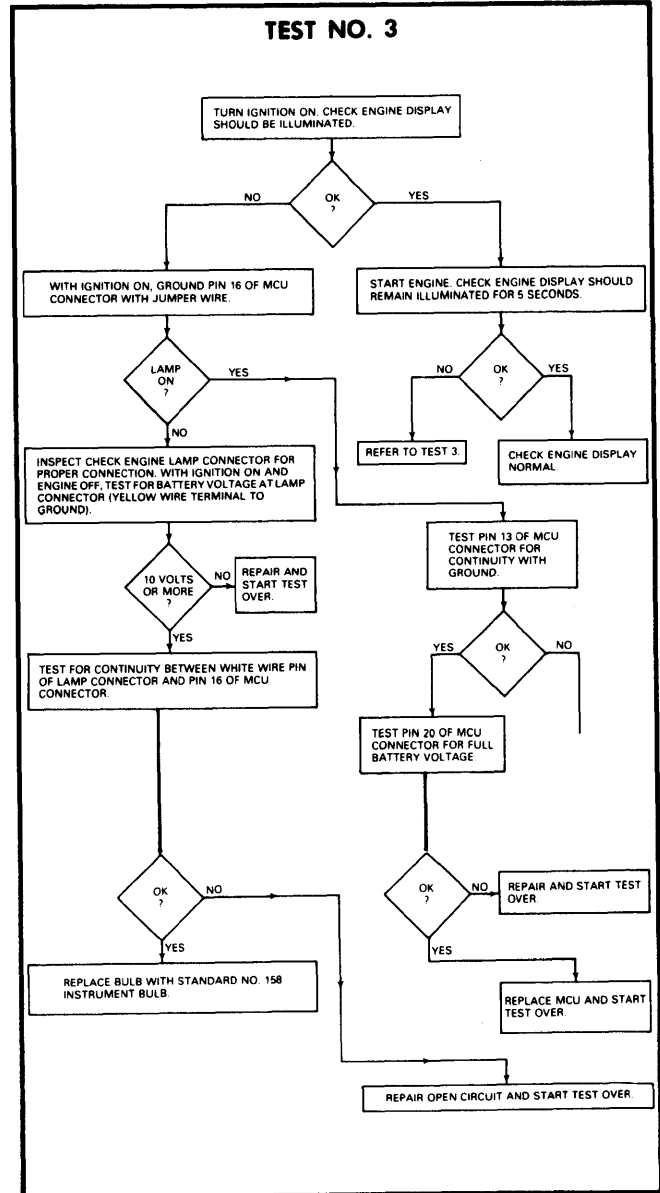 TEST NO. 3
TURN IGNITION ON. CHECK ENGINE DISPLAY
SHOULD BE ILLUMINATED.
NO
OK
?
YES
WITH IGNITION ON, GROUND PIN 16 OF MCU
CONNECTOR WITH JUMPER WIRE.
START ENGINE. CHECK ENGINE DISPLAY SHOULD
REMAIN ILLUMINATED FOR 5 SECONDS.
LAMP
ON
?
YES
NO
NO
OK
?
YES
REFER TO TEST 3.
CHECK ENGINE DISPLAY
NORMAL.
INSPECT CHECK ENGINE LAMP CONNECTOR FOR
PROPER CONNECTION. WITH IGNITION ON AND
ENGINE OFF, TEST FOR BATTERY VOLTAGE AT LAMP
CONNECTOR (YELLOW WIRE TERMINAL TO
GROUND).
TEST PIN 13 OF MCU
CONNECTOR FOR
CONTINUITY WITH
GROUND.
10 VOLTS
OR MORE
?
NO
REPAIR AND
START TEST
OVER.
YES
YES
OK
?
NO
TEST FOR CONTINUITY BETWEEN WHITE WIRE PIN
OF LAMP CONNECTOR AND PIN 16 OF MCU
CONNECTOR.
TEST PIN 20 OF MCU
CONNECTOR FOR FULL
BATTERY VOLTAGE
OK
?
NO
YES
OK
?
NO
REPAIR AND START TEST
OVER.
YES
REPLACE BULB WITH STANDARD NO. 158
INSTRUMENT BULB.
REPLACE MCU AND START
TEST OVER.
REPAIR OPEN CIRCUIT AND START TEST OVER.